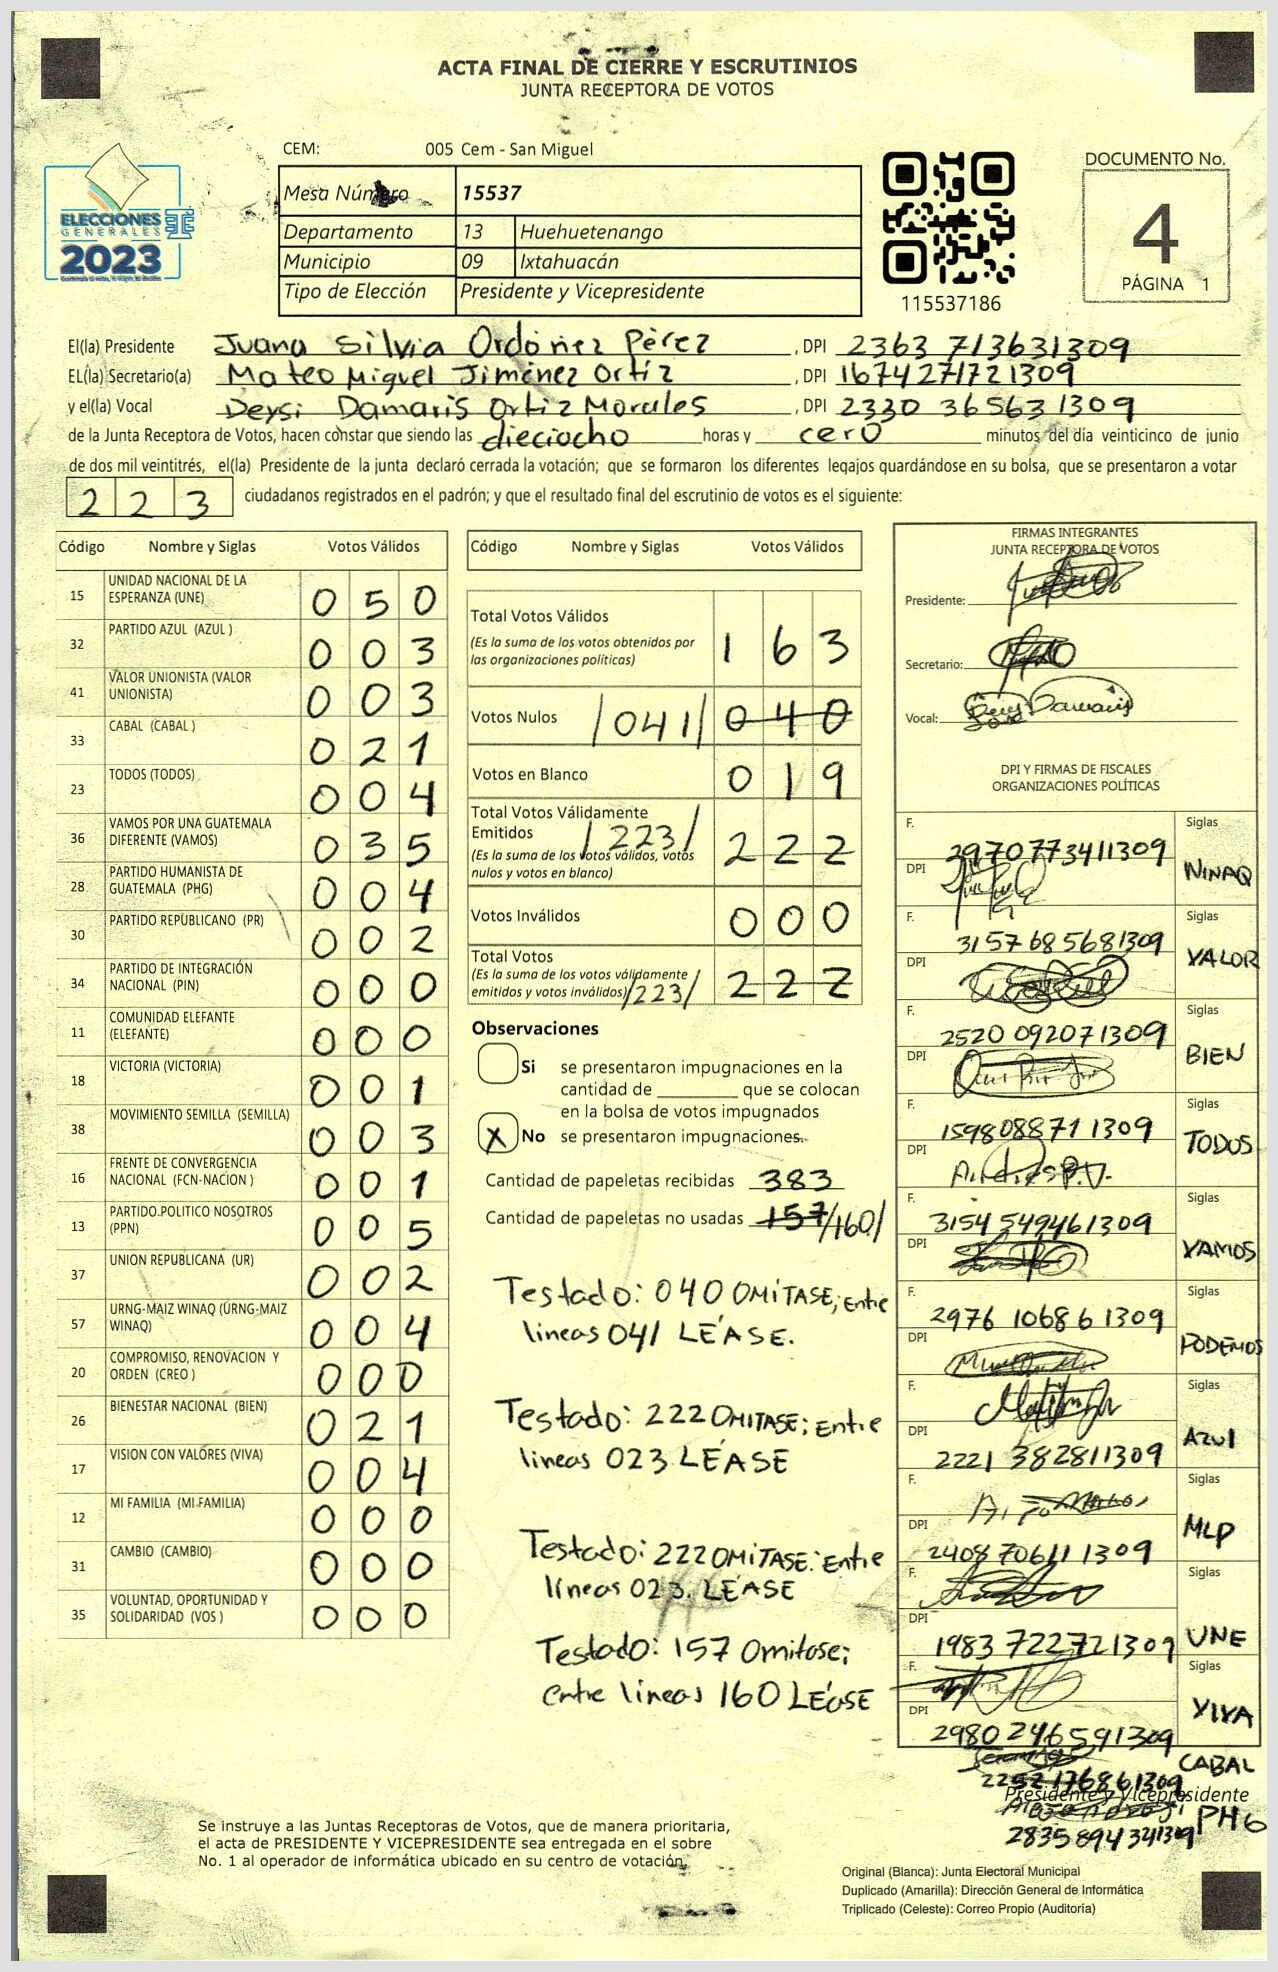 ACTA FINAL DE CIERRE Y ESCRUTINIOS
JUNTA RECEPTORA DE VOTOS
CEM: 005 Cem - San Miguel
Mesa Número 15537
Departamento 13 Huehuetenango
Municipio 09 Ixtahuacán
Tipo de Elección Presidente y Vicepresidente
ELECCIONES
GENERALES
2023
115537186
DOCUMENTO No.
4
PÁGINA 1
El(la) Presidente Juana Silvia Ordóñez Pérez , DPI 2363 713631309
EL(la) Secretario(a) Mateo Miguel Jiménez Ortíz , DPI 1674271721309
y el(la) Vocal Deysi Damaris Ortiz Morales , DPI 2330 365631309
de la Junta Receptora de Votos, hacen constar que siendo las dieciocho horas y cero minutos del día veinticinco de junio
de dos mil veintitrés, el(la) Presidente de la junta declaró cerrada la votación; que se formaron los diferentes legajos guardándose en su bolsa, que se presentaron a votar
223 ciudadanos registrados en el padrón; y que el resultado final del escrutinio de votos es el siguiente:
Código Nombre y Siglas Votos Válidos
15 UNIDAD NACIONAL DE LA ESPERANZA (UNE) 0 5 0
32 PARTIDO AZUL (AZUL ) 0 0 3
41 VALOR UNIONISTA (VALOR UNIONISTA) 0 0 3
33 CABAL (CABAL ) 0 2 1
23 TODOS (TODOS) 0 0 4
36 VAMOS POR UNA GUATEMALA DIFERENTE (VAMOS) 0 3 5
28 PARTIDO HUMANISTA DE GUATEMALA (PHG) 0 0 4
30 PARTIDO REPUBLICANO (PR) 0 0 2
34 PARTIDO DE INTEGRACIÓN NACIONAL (PIN) 0 0 0
11 COMUNIDAD ELEFANTE (ELEFANTE) 0 0 0
18 VICTORIA (VICTORIA) 0 0 1
38 MOVIMIENTO SEMILLA (SEMILLA) 0 0 3
16 FRENTE DE CONVERGENCIA NACIONAL (FCN-NACION ) 0 0 1
13 PARTIDO POLITICO NOSOTROS (PPN) 0 0 5
37 UNION REPUBLICANA (UR) 0 0 2
57 URNG-MAIZ WINAQ (URNG-MAIZ WINAQ) 0 0 4
20 COMPROMISO, RENOVACION Y ORDEN (CREO ) 0 0 0
26 BIENESTAR NACIONAL (BIEN) 0 2 1
17 VISION CON VALORES (VIVA) 0 0 4
12 MI FAMILIA (MI FAMILIA) 0 0 0
31 CAMBIO (CAMBIO) 0 0 0
35 VOLUNTAD, OPORTUNIDAD Y SOLIDARIDAD (VOS ) 0 0 0
Código Nombre y Siglas Votos Válidos
Total Votos Válidos 1 6 3
(Es la suma de los votos obtenidos por
las organizaciones políticas)
Votos Nulos /041/ 0 4 0
Votos en Blanco 0 1 9
Total Votos Válidamente
Emitidos /223/ 2 2 2
(Es la suma de los votos válidos, votos
nulos y votos en blanco)
Votos Inválidos 0 0 0
Total Votos
(Es la suma de los votos válidamente
emitidos y votos inválidos) /223/ 2 2 2
Observaciones
Si se presentaron impugnaciones en la
cantidad de ________ que se colocan
en la bolsa de votos impugnados
X No se presentaron impugnaciones.
Cantidad de papeletas recibidas 383
Cantidad de papeletas no usadas 157/160/
Testado: 040 OMITASE; Entre
lineas 041 LÉASE.
Testado: 222 OMITASE; Entre
lineas 023 LÉASE
Testado: 222 OMITASE: Entre
líneas 023. LÉASE
Testado: 157 Omitase;
entre lineas 160 LÉASE
FIRMAS INTEGRANTES
JUNTA RECEPTORA DE VOTOS
Presidente:
Secretario:
Vocal:
DPI Y FIRMAS DE FISCALES
ORGANIZACIONES POLÍTICAS
F. Siglas
2970773411309
DPI WINAQ
F. Siglas
3157685681309
DPI VALOR
F. Siglas
2520 092071309
DPI BIEN
F. Siglas
1598088711309
DPI TODOS
F. Siglas
3154 549461309
DPI VAMOS
F. Siglas
2976 106861309
DPI PODEMOS
F. Siglas
DPI 2221 382811309 AZUl
F. Siglas
DPI 2408706111309 MLP
F. Siglas
DPI 1983 722721309 UNE
F. Siglas
DPI 2980246591309 VIVA
CABAL
2252176861309
Presidente y Vicepresidente
PHG
2835894341309
Se instruye a las Juntas Receptoras de Votos, que de manera prioritaria,
el acta de PRESIDENTE Y VICEPRESIDENTE sea entregada en el sobre
No. 1 al operador de informática ubicado en su centro de votación.
Original (Blanca): Junta Electoral Municipal
Duplicado (Amarilla): Dirección General de Informática
Triplicado (Celeste): Correo Propio (Auditoría)